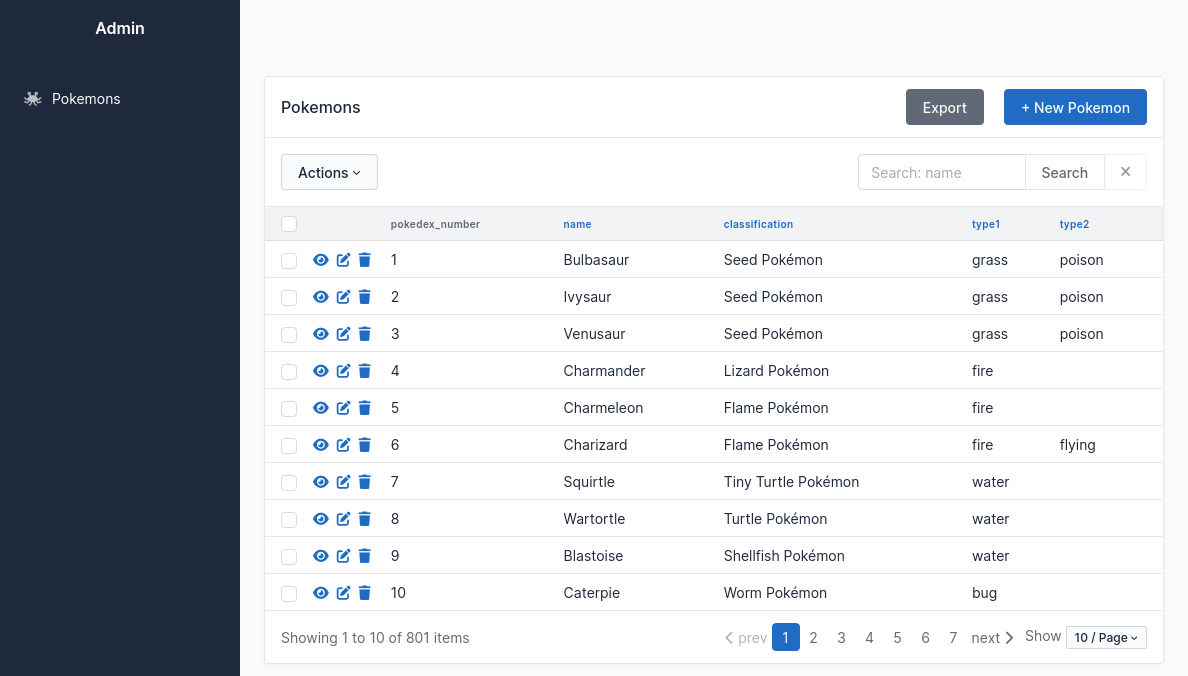 Admin
Pokemons
Pokemons
Export
+ New Pokemon
Actions
Search: name
Search
pokedex_number name classification type1 type2
1 Bulbasaur Seed Pokémon grass poison
2 Ivysaur Seed Pokémon grass poison
3 Venusaur Seed Pokémon grass poison
4 Charmander Lizard Pokémon fire
5 Charmeleon Flame Pokémon fire
6 Charizard Flame Pokémon fire flying
7 Squirtle Tiny Turtle Pokémon water
8 Wartortle Turtle Pokémon water
9 Blastoise Shellfish Pokémon water
10 Caterpie Worm Pokémon bug
Showing 1 to 10 of 801 items
prev 1 2 3 4 5 6 7 next Show 10 / Page